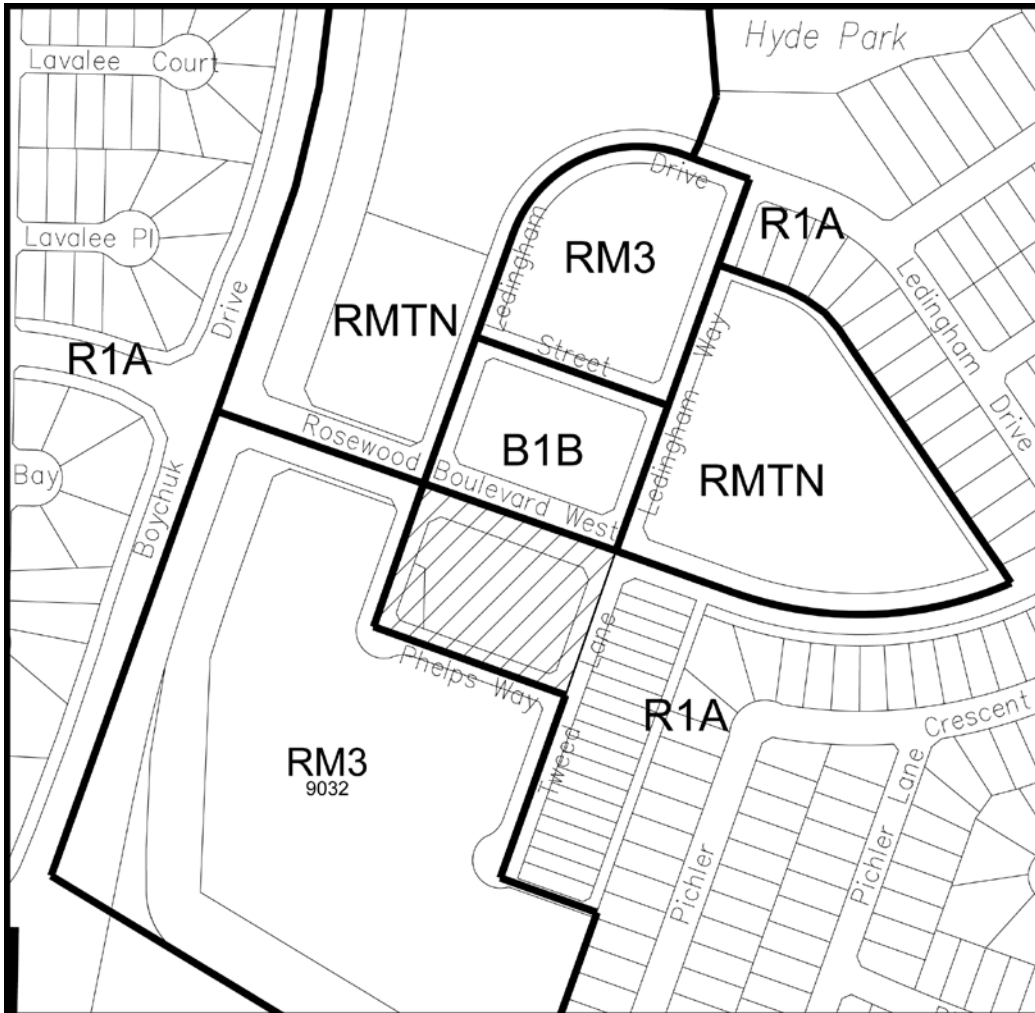 Hyde Park
Lavalee Court
Drive
Lavalee Pl
R1A
Ledingham
RM3
Ledingham
Drive
RMTN
Street
Way
R1A
Drive
Rosewood Boulevard West
B1B
Ledingham
RMTN
Bay
Boychuk
Phelps Way
Lane
R1A
Crescent
RM3
9032
Tweed
Lane
Pichler
Pichler